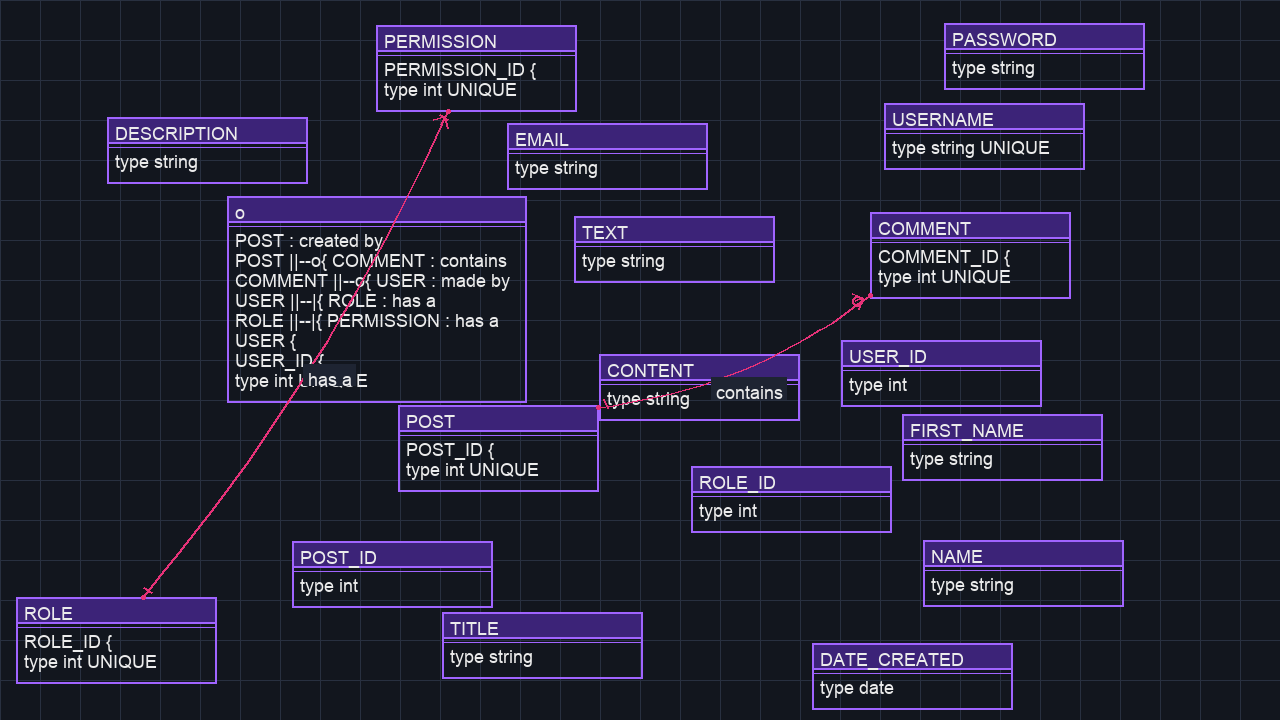 PERMISSION
PERMISSION_ID {
type int UNIQUE
PASSWORD
type string
USERNAME
type string UNIQUE
DESCRIPTION
type string
EMAIL
type string
o
POST : created by
POST ||--o{ COMMENT : contains
COMMENT ||--o{ USER : made by
USER ||--|{ ROLE : has a
ROLE ||--|{ PERMISSION : has a
USER {
USER_ID {
type int E
has a
TEXT
type string
COMMENT
COMMENT_ID {
type int UNIQUE
CONTENT
type string
contains
USER_ID
type int
POST
POST_ID {
type int UNIQUE
FIRST_NAME
type string
ROLE_ID
type int
POST_ID
type int
NAME
type string
ROLE
ROLE_ID {
type int UNIQUE
TITLE
type string
DATE_CREATED
type date